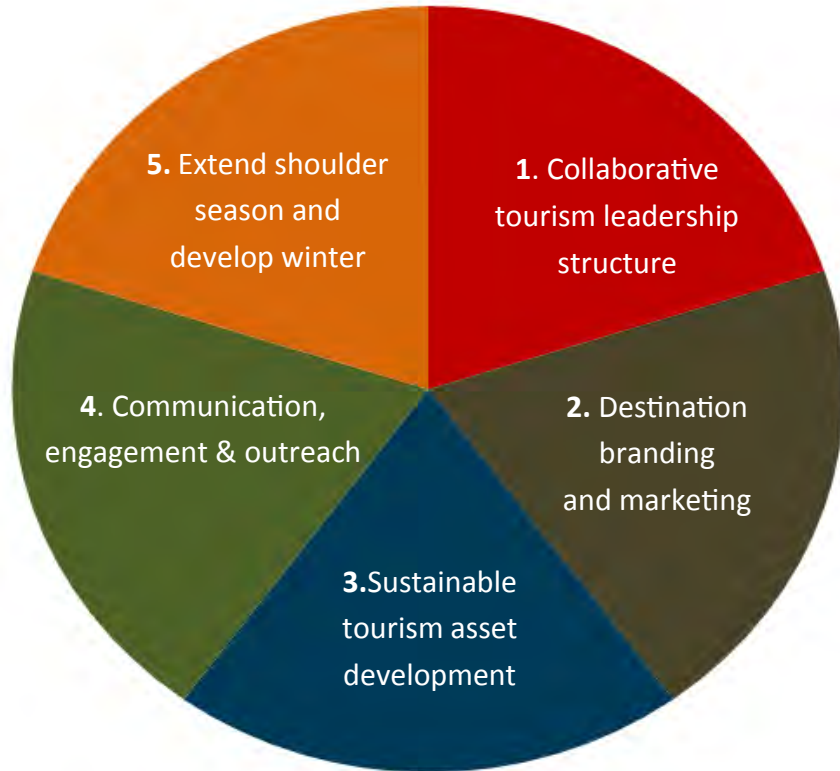 1. Collaborative
tourism leadership
structure
2. Destination
branding
and marketing
3.Sustainable
tourism asset
development
4. Communication,
engagement & outreach
5. Extend shoulder
season and
develop winter